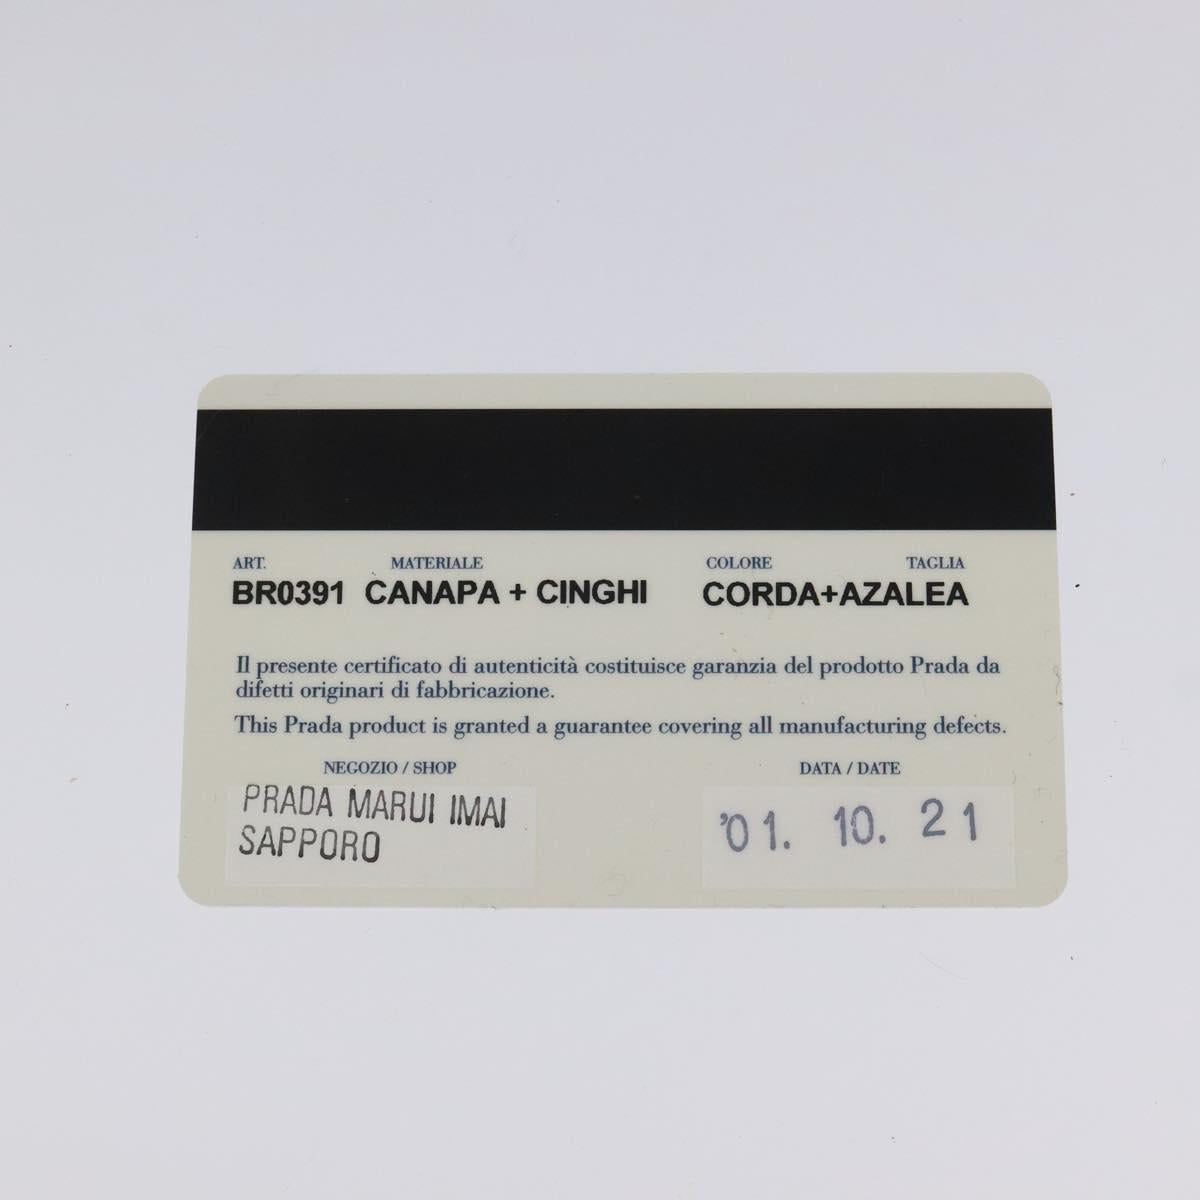 ART. MATERIALE COLORE TAGLIA
BR0391 CANAPA + CINGHI CORDA+AZALEA
Il presente certificato di autenticità costituisce garanzia del prodotto Prada da
difetti originari di fabbricazione.
This Prada product is granted a guarantee covering all manufacturing defects.
NEGOZIO / SHOP DATA / DATE
PRADA MARUI IMAI
SAPPORO
'01. 10. 21